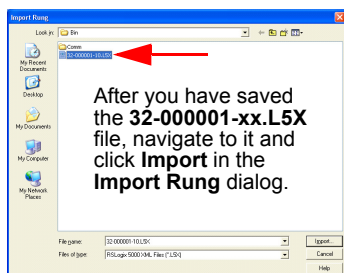 Import Rung
Look in: Bin
My Recent Documents
Desktop
My Documents
My Computer
My Network Places
Comm
32-000001-10.L5X
After you have saved
the 32-000001-xx.L5X
file, navigate to it and
click Import in the
Import Rung dialog.
File name: 32-000001-10.L5X Import...
Files of type: RSLogix 5000 XML Files (*.L5X) Cancel
Help